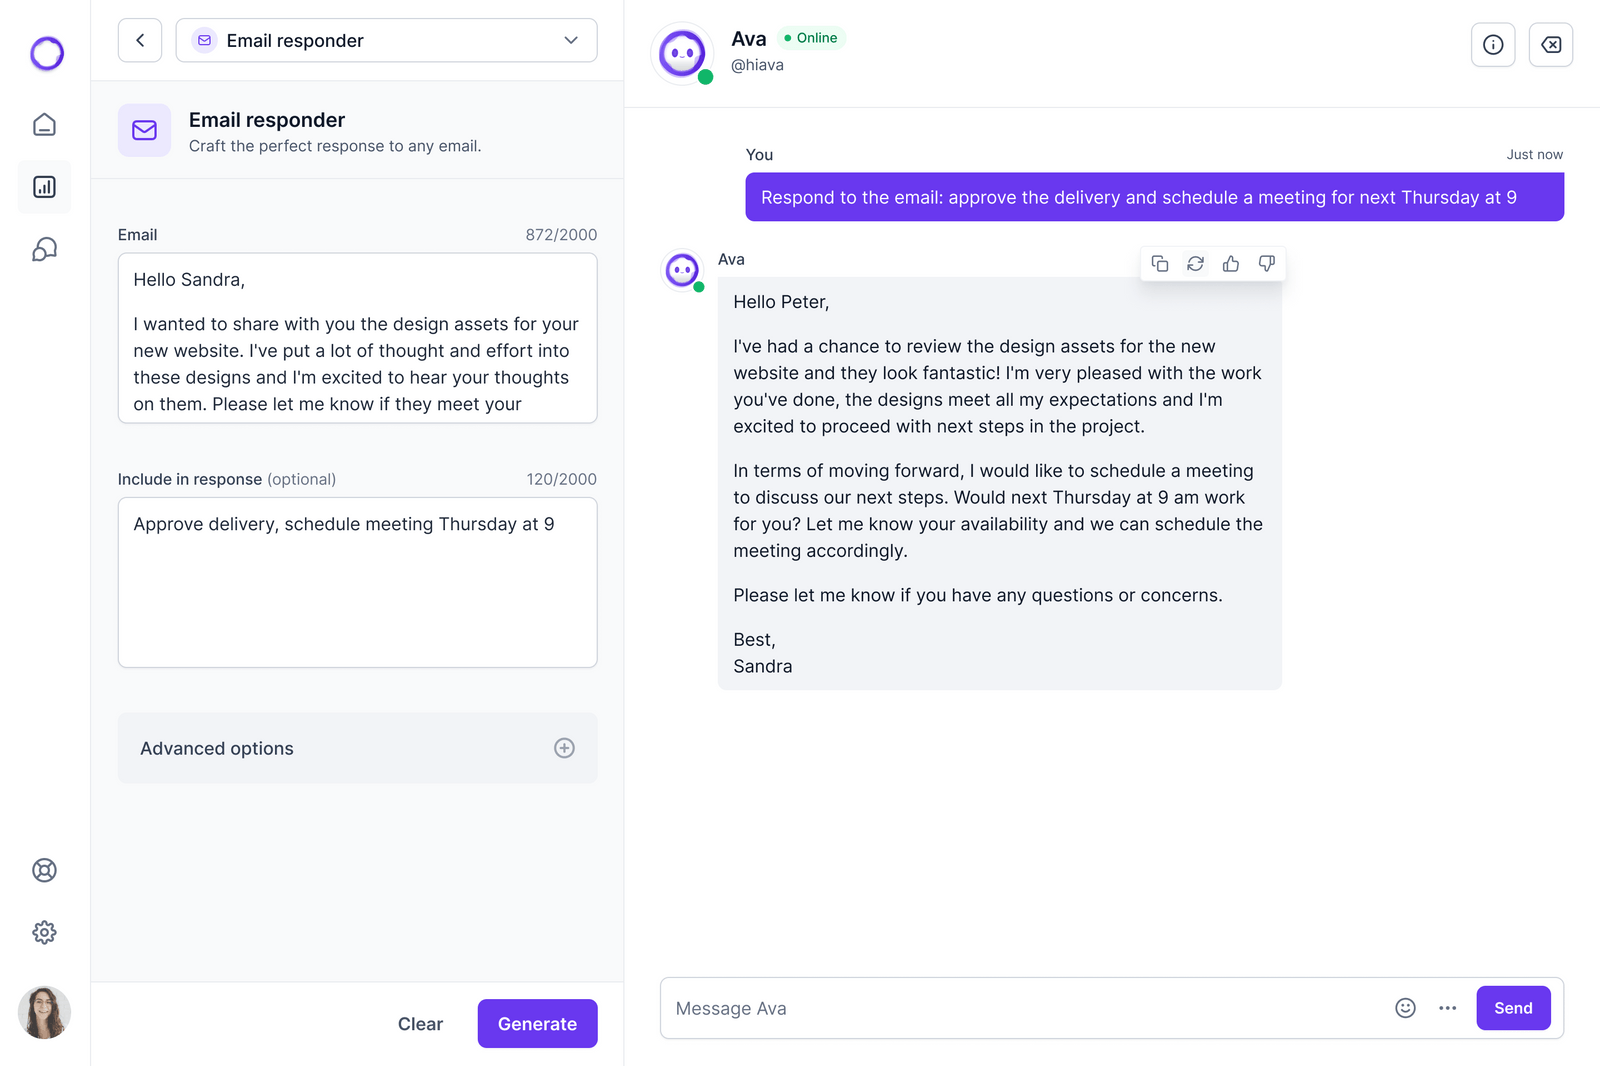 Email responder
Email responder
Craft the perfect response to any email.
Email
872/2000
Hello Sandra,
I wanted to share with you the design assets for your
new website. I've put a lot of thought and effort into
these designs and I'm excited to hear your thoughts
on them. Please let me know if they meet your
Include in response (optional)
120/2000
Approve delivery, schedule meeting Thursday at 9
Advanced options
Clear
Generate
Ava
Online
@hiava
You
Just now
Respond to the email: approve the delivery and schedule a meeting for next Thursday at 9
Ava
Hello Peter,
I've had a chance to review the design assets for the new
website and they look fantastic! I'm very pleased with the work
you've done, the designs meet all my expectations and I'm
excited to proceed with next steps in the project.
In terms of moving forward, I would like to schedule a meeting
to discuss our next steps. Would next Thursday at 9 am work
for you? Let me know your availability and we can schedule the
meeting accordingly.
Please let me know if you have any questions or concerns.
Best,
Sandra
Message Ava
Send